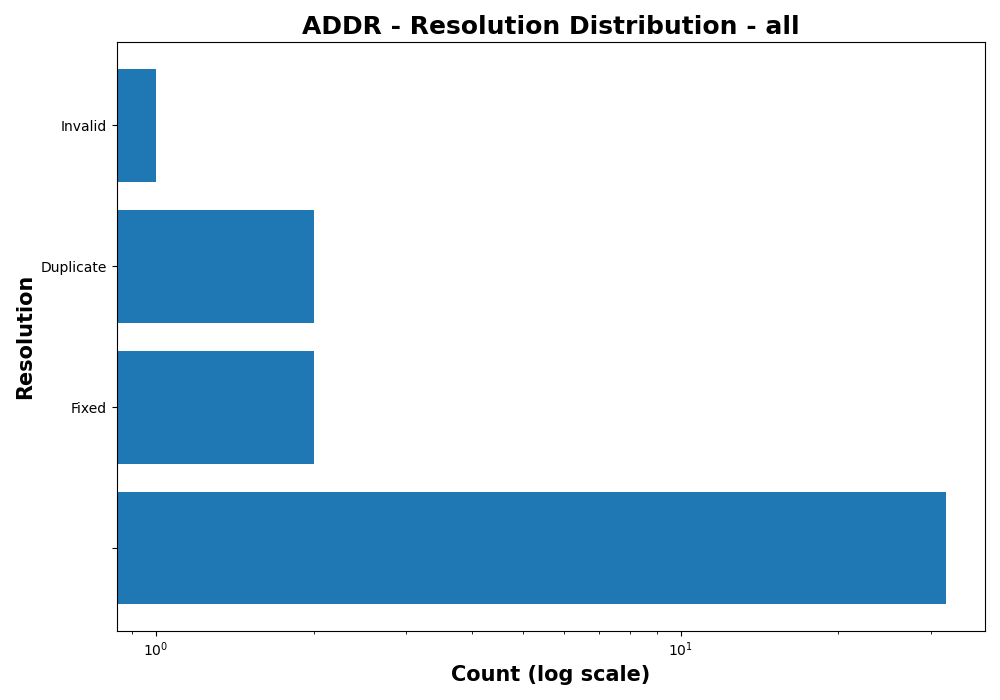 ADDR - Resolution Distribution - all
Invalid
Duplicate
Fixed
Resolution
10⁰
10¹
Count (log scale)